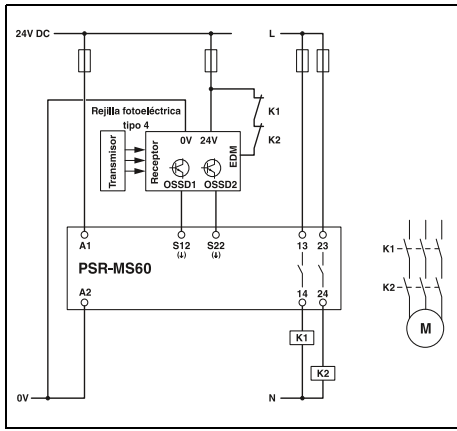 24V DC
L
Rejilla fotoeléctrica
tipo 4
K1
K2
0V 24V
Transmisor
Receptor
EDM
OSSD1 OSSD2
A1 S12 S22 13 23
(↓) (↓)
PSR-MS60
A2 14 24
K1
K2
0V
N
K1
K2
M